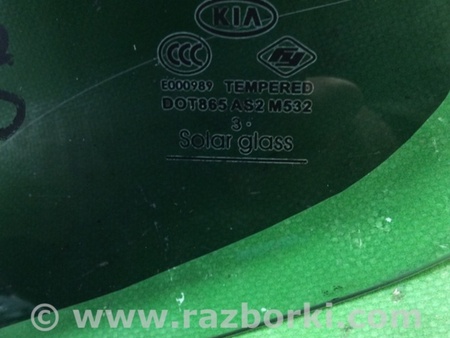 KIA
CCC
E000989 TEMPERED
DOT865 AS2 M532
3 ·
Solar glass
© www.razborki.com